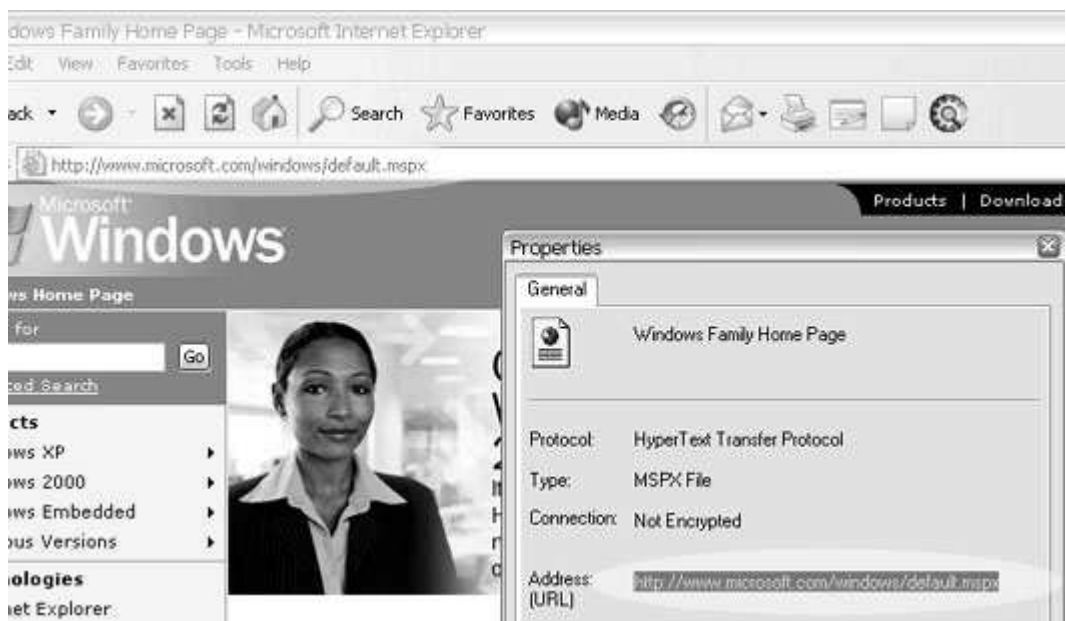 dows Family Home Page - Microsoft Internet Explorer
Edit View Favorites Tools Help
ack Search Favorites Media
http://www.microsoft.com/windows/default.mspx
Products | Download
Microsoft
Windows
ws Home Page
for
Go
ced Search
cts
ws XP
ws 2000
ws Embedded
ous Versions
ologies
net Explorer
Properties
General
Windows Family Home Page
Protocol: HyperText Transfer Protocol
Type: MSPX File
Connection: Not Encrypted
Address: http://www.microsoft.com/windows/default.mspx
(URL)